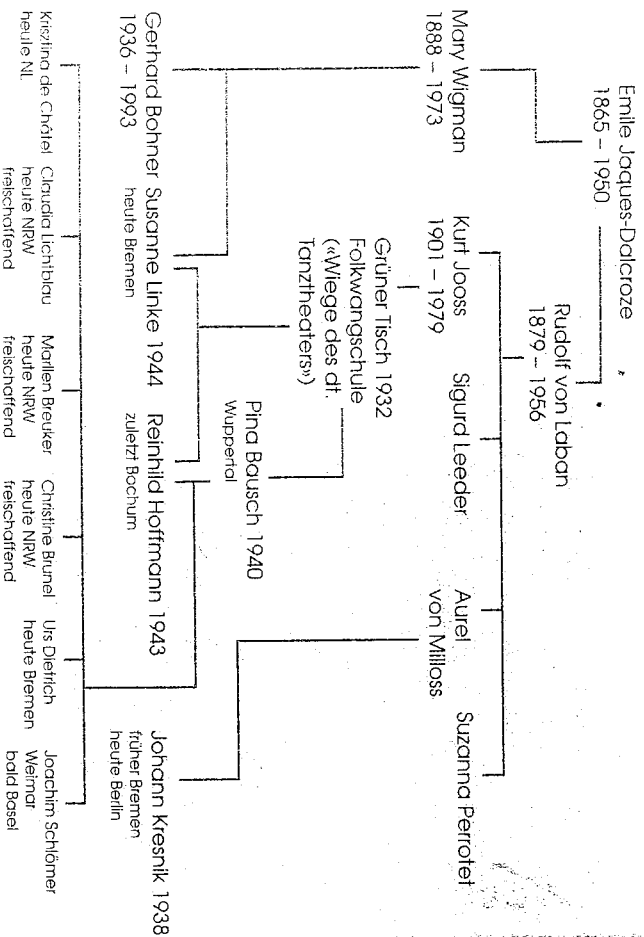 Emile Jaques-Dalcroze
1865 – 1950
Rudolf von Laban
1879 – 1956
Mary Wigman
1888 – 1973
Kurt Jooss
1901 – 1979
Sigurd Leeder
Aurel
von Milloss
Suzanna Perrotet
Grüner Tisch 1932
Folkwangschule
(«Wiege des dt.
Tanztheaters»)
Pina Bausch 1940
Wuppertal
Gerhard Bohner
1936 – 1993
Susanne Linke 1944
heute Bremen
Reinhild Hoffmann 1943
zuletzt Bochum
Johann Kresnik 1938
früher Bremen
heute Berlin
Krisztina de Châtel
heute NL
Claudia Lichtblau
heute NRW
freischaffend
Marilen Breuker
heute NRW
freischaffend
Christine Brunel
heute NRW
freischaffend
Urs Dietrich
heute Bremen
Joachim Schlömer
Weimar
bald Basel